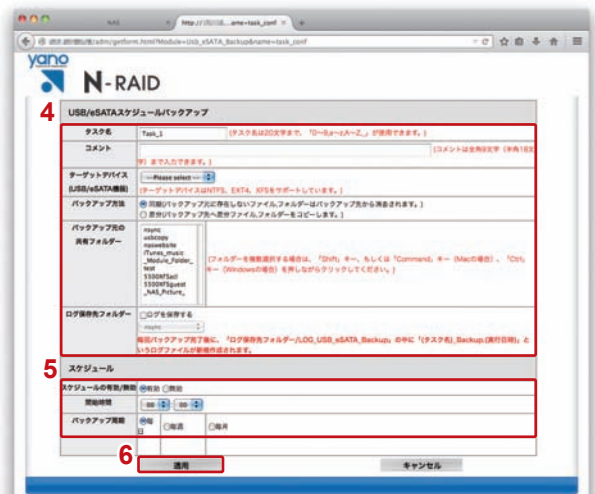 NAS
yano
N-RAID
4
USB/eSATAスケジュールバックアップ
タスク名 Task_1 (タスク名は20文字まで、「0~9,a~z,A~Z,_」が使用できます。)
コメント (コメントは全角9文字(半角18文
字)まで入力できます。)
ターゲットデバイス ---Please select---
(USB/eSATA機器) (ターゲットデバイスはNTFS、EXT4、XFSをサポートしています。)
バックアップ方法 同期(バックアップ元に存在しないファイル,フォルダーはバックアップ先から消去されます。)
差分(バックアップ先へ差分ファイル,フォルダーをコピーします。)
バックアップ元の
共有フォルダー
nsync
usbcopy
naswebsite
iTunes_music
_Module_Folder_
test
_NAS_Picture_
(フォルダーを複数選択する場合は、「Shift」キー、もしくは「Command」キー(Macの場合)、「Ctrl」
キー(Windowsの場合)を押しながらクリックしてください。)
ログ保存先フォルダー ログを保存する
nsync
毎回バックアップ完了後に、「ログ保存先フォルダー/LOG_USB_eSATA_Backup」の中に「(タスク名)_Backup.(実行日時)」と
いうログファイルが新規作成されます。
5
スケジュール
スケジュールの有効/無効 有効 無効
開始時間 00 00
バックアップ周期 毎日 毎週 毎月
6
適用 キャンセル